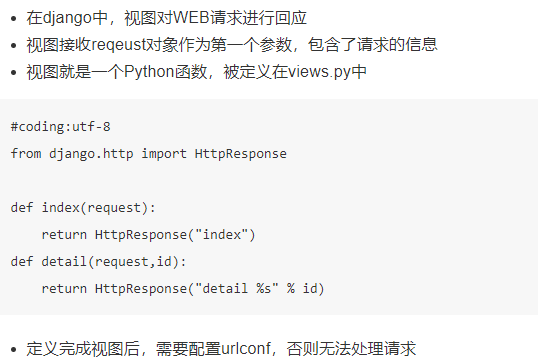 在django中，视图对WEB请求进行回应
视图接收reqeust对象作为第一个参数，包含了请求的信息
视图就是一个Python函数，被定义在views.py中
#coding:utf-8
from django.http import HttpResponse
def index(request):
    return HttpResponse("index")
def detail(request,id):
    return HttpResponse("detail %s" % id)
定义完成视图后，需要配置urlconf，否则无法处理请求